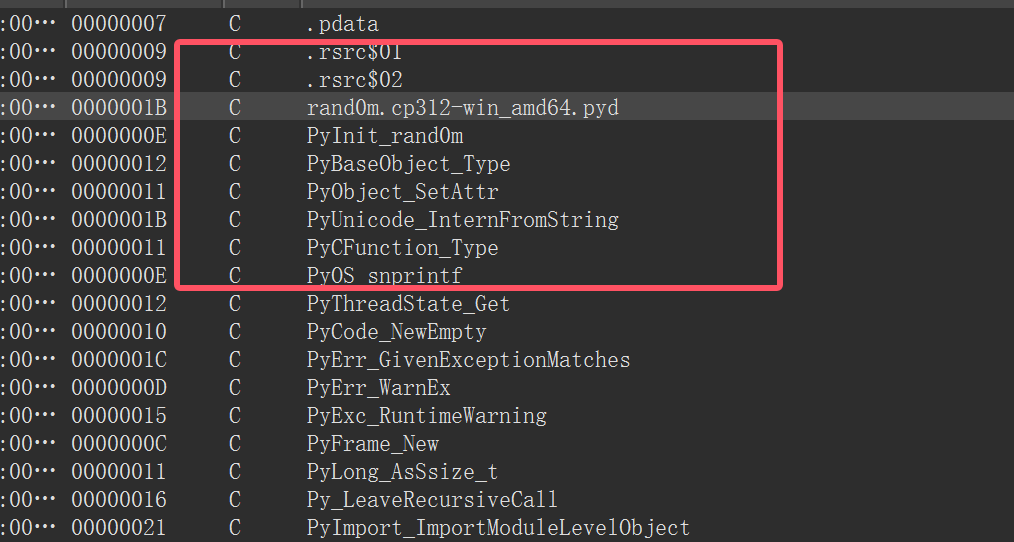 :00… 00000007 C .pdata
:00… 00000009 C .rsrc$01
:00… 00000009 C .rsrc$02
:00… 0000001B C rand0m.cp312-win_amd64.pyd
:00… 0000000E C PyInit_rand0m
:00… 00000012 C PyBaseObject_Type
:00… 00000011 C PyObject_SetAttr
:00… 0000001B C PyUnicode_InternFromString
:00… 00000011 C PyCFunction_Type
:00… 0000000E C PyOS_snprintf
:00… 00000012 C PyThreadState_Get
:00… 00000010 C PyCode_NewEmpty
:00… 0000001C C PyErr_GivenExceptionMatches
:00… 0000000D C PyErr_WarnEx
:00… 00000015 C PyExc_RuntimeWarning
:00… 0000000C C PyFrame_New
:00… 00000011 C PyLong_AsSsize_t
:00… 00000016 C Py_LeaveRecursiveCall
:00… 00000021 C PyImport_ImportModuleLevelObject